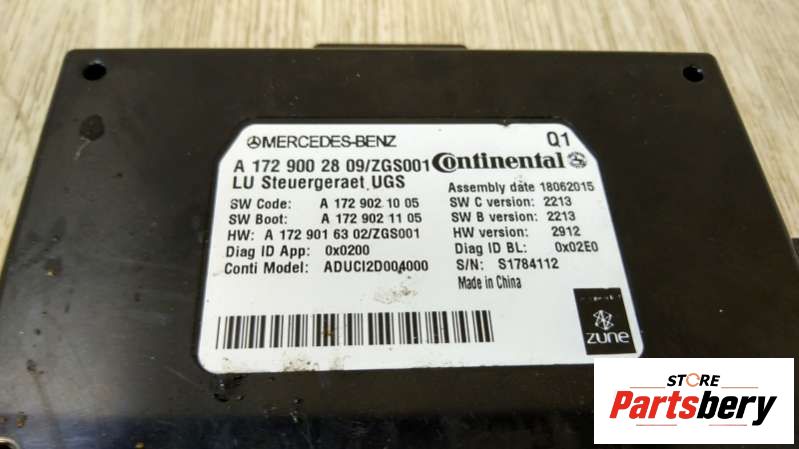 MERCEDES-BENZ Q1
A 172 900 28 09/ZGS001 Continental
LU Steuergeraet UGS Assembly date 18062015
SW Code: A 172 902 10 05 SW C version: 2213
SW Boot: A 172 902 11 05 SW B version: 2213
HW: A 172 901 63 02/ZGS001 HW version: 2912
Diag ID App: 0x0200 Diag ID BL: 0x02E0
Conti Model: ADUCI2D004000 S/N: S1784112
Made in China
zune
STORE
Partsbery